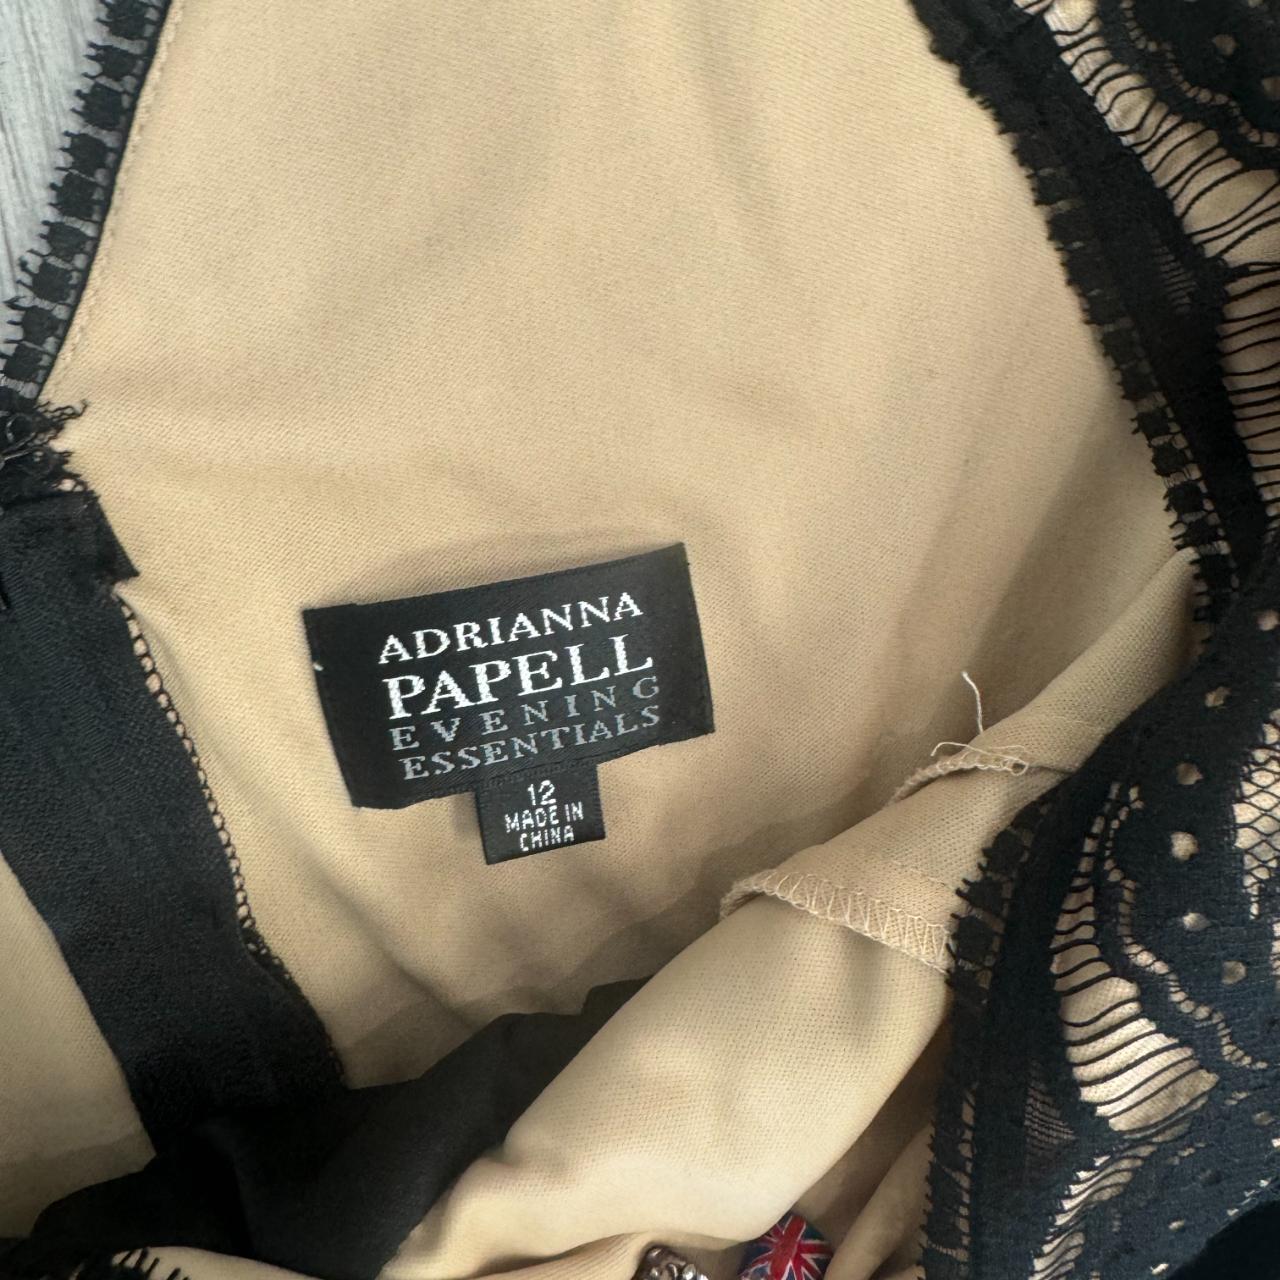 ADRIANNA
PAPELL
EVENING
ESSENTIALS
12
MADE IN
CHINA